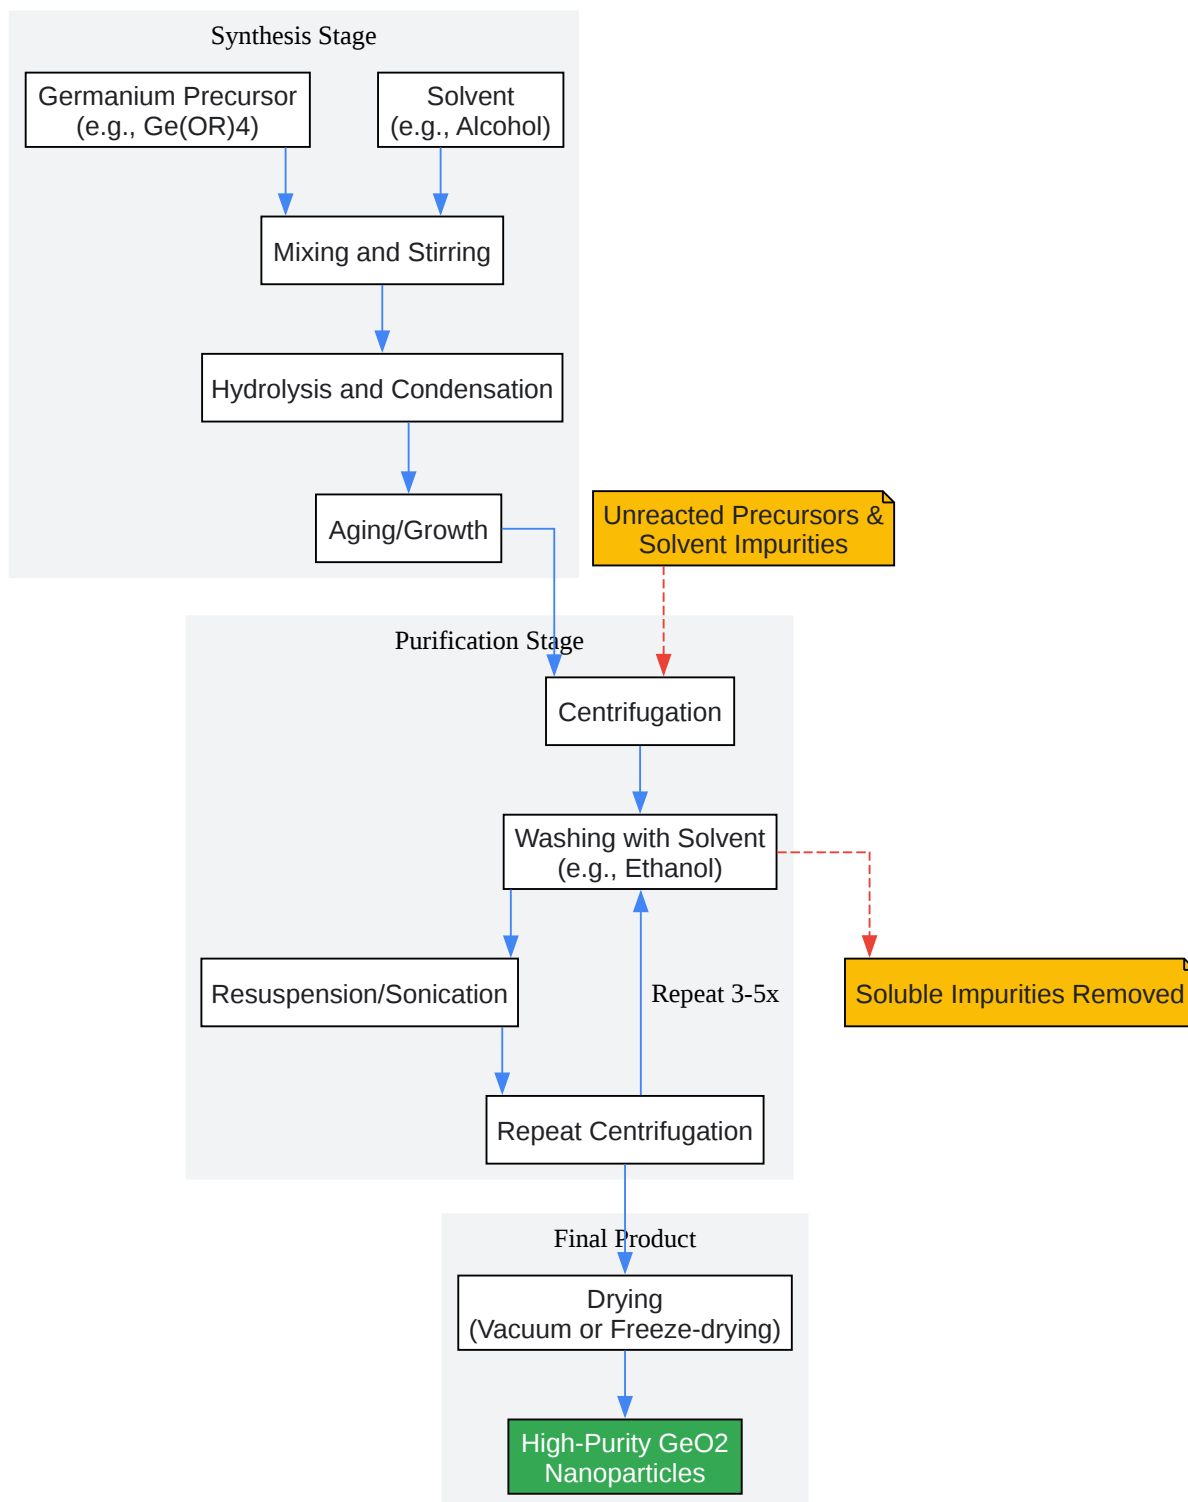 Synthesis Stage
Germanium Precursor
(e.g., Ge(OR)4)
Solvent
(e.g., Alcohol)
Mixing and Stirring
Hydrolysis and Condensation
Aging/Growth
Unreacted Precursors &
Solvent Impurities
Purification Stage
Centrifugation
Washing with Solvent
(e.g., Ethanol)
Resuspension/Sonication
Repeat 3-5x
Soluble Impurities Removed
Repeat Centrifugation
Final Product
Drying
(Vacuum or Freeze-drying)
High-Purity GeO2
Nanoparticles